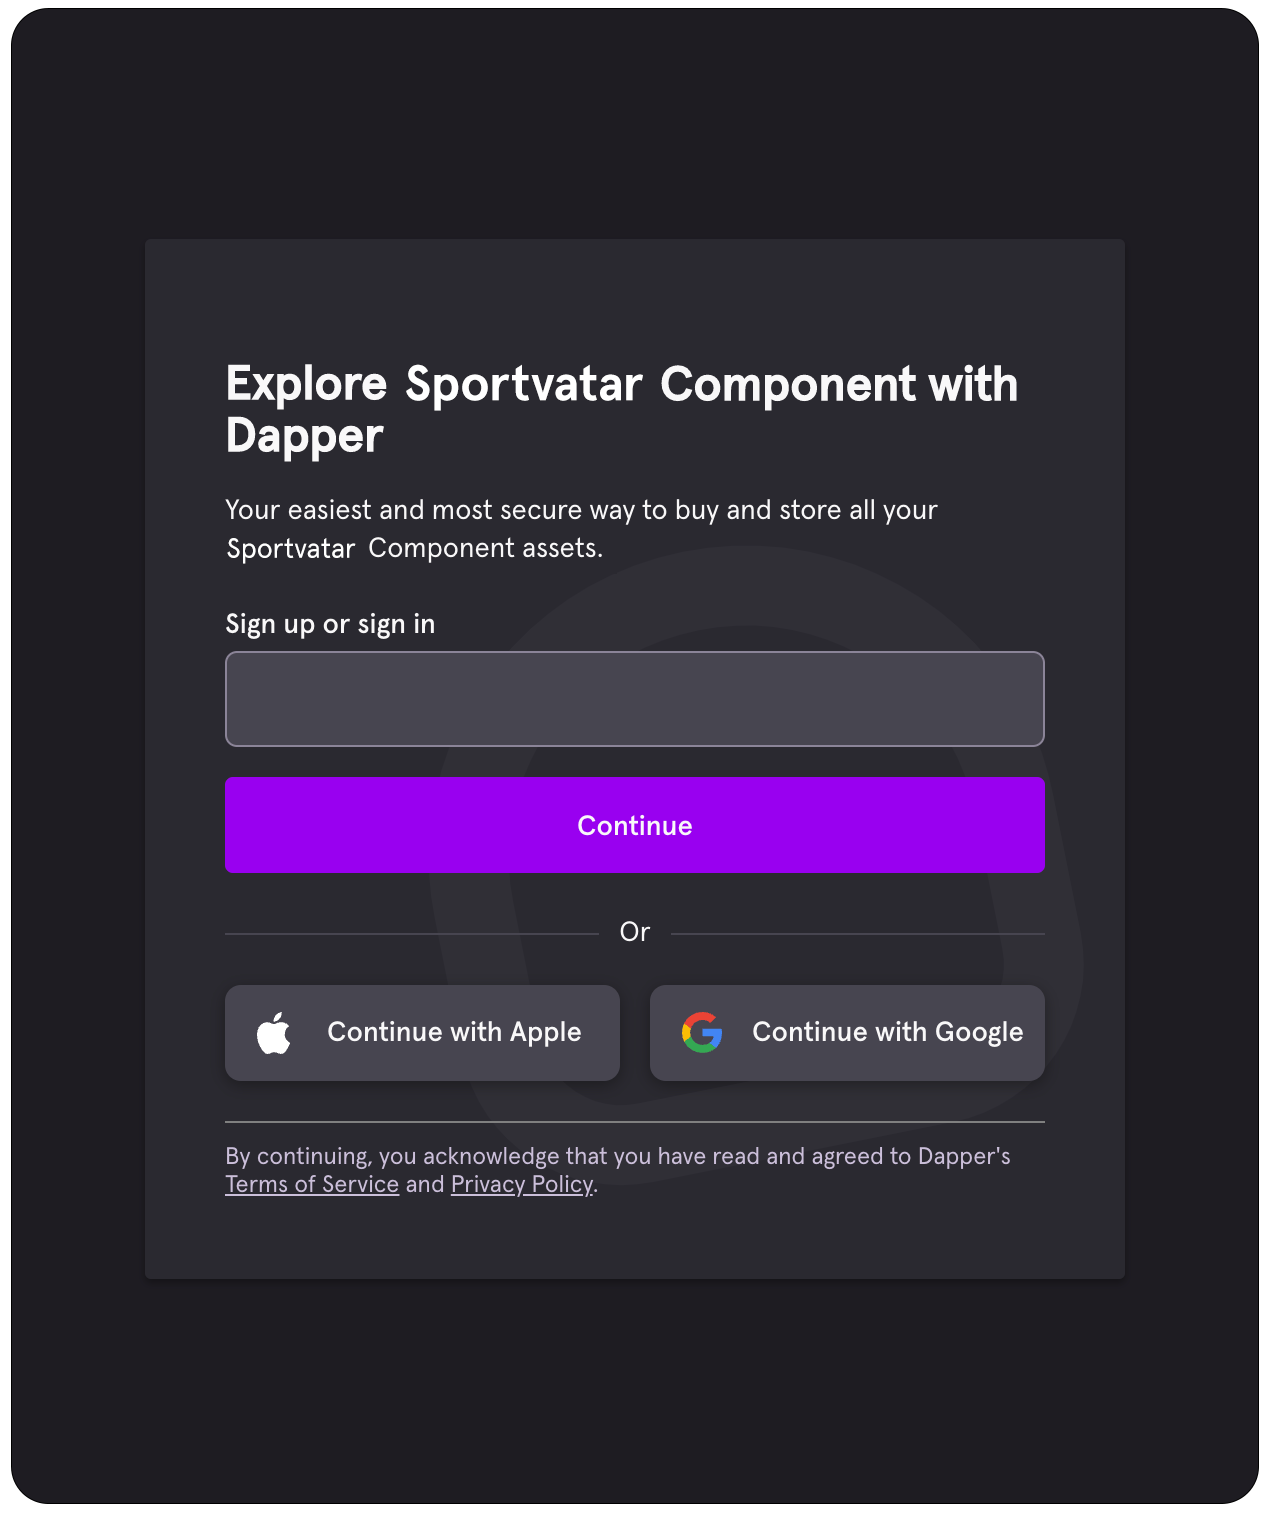 Explore Sportvatar Component with
Dapper
Your easiest and most secure way to buy and store all your
Sportvatar Component assets.
Sign up or sign in
Continue
Or
Continue with Apple
Continue with Google
By continuing, you acknowledge that you have read and agreed to Dapper's
Terms of Service and Privacy Policy.